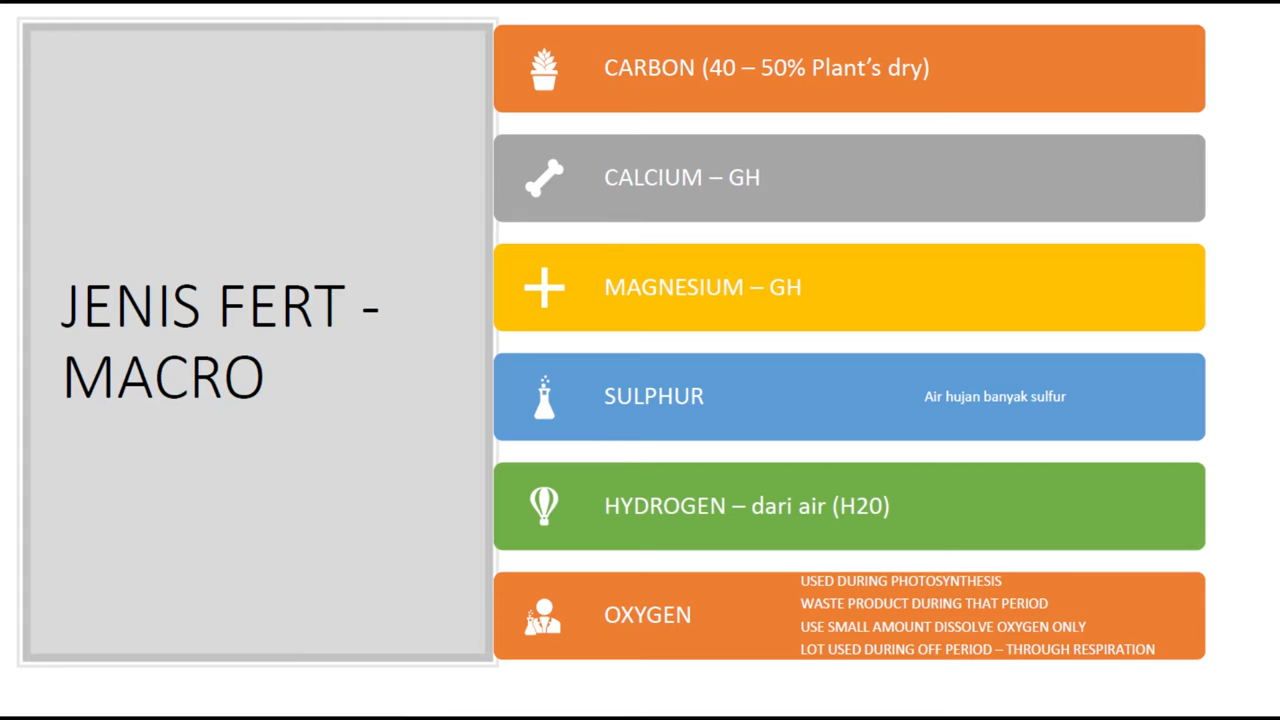 JENIS FERT -
MACRO
CARBON (40 – 50% Plant’s dry)
CALCIUM – GH
MAGNESIUM – GH
SULPHUR
Air hujan banyak sulfur
HYDROGEN – dari air (H20)
OXYGEN
USED DURING PHOTOSYNTHESIS
WASTE PRODUCT DURING THAT PERIOD
USE SMALL AMOUNT DISSOLVE OXYGEN ONLY
LOT USED DURING OFF PERIOD – THROUGH RESPIRATION